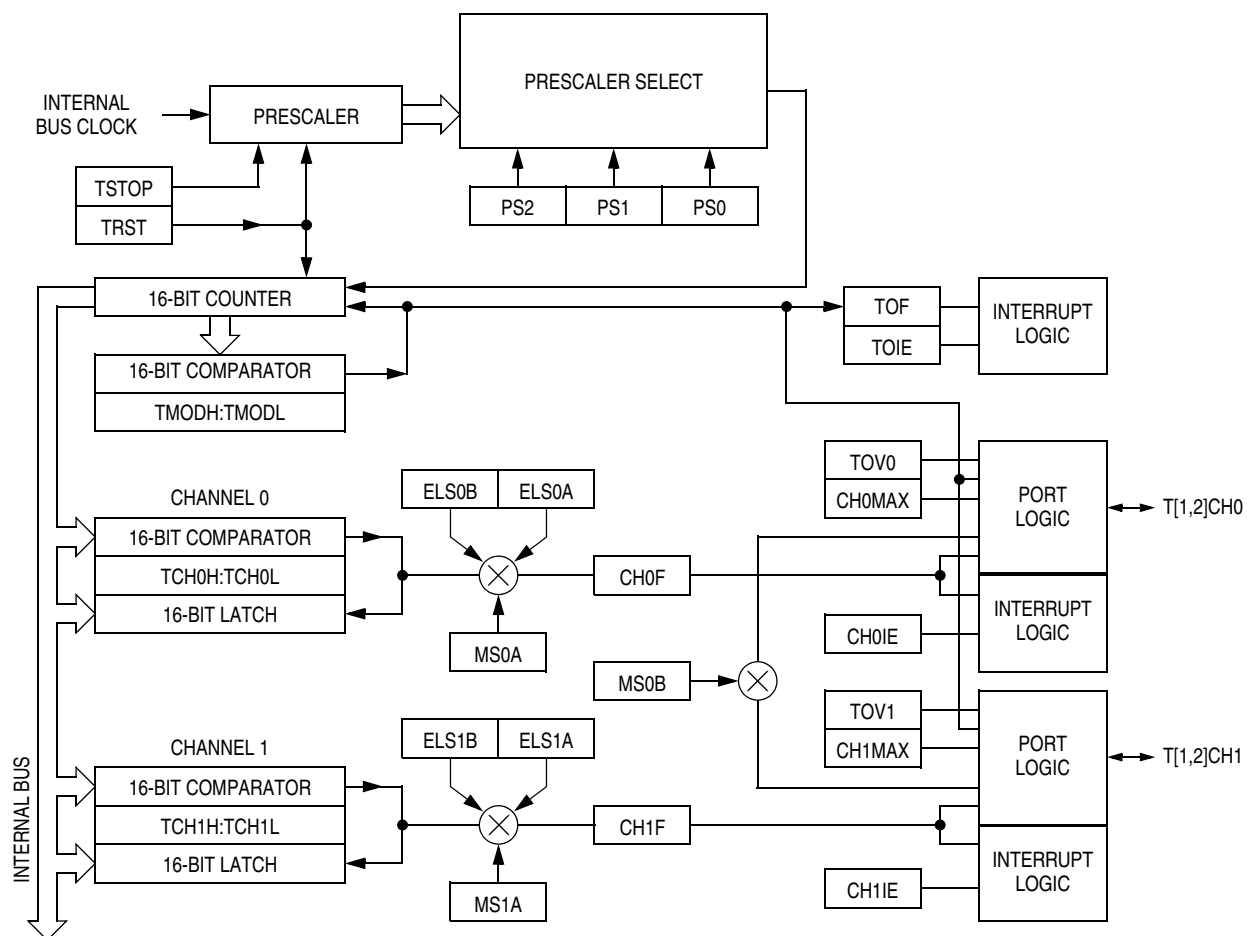 PRESCALER SELECT
INTERNAL
BUS CLOCK
PRESCALER
TSTOP
TRST
PS2 PS1 PS0
16-BIT COUNTER
TOF
TOIE
INTERRUPT
LOGIC
16-BIT COMPARATOR
TMODH:TMODL
CHANNEL 0
ELS0B ELS0A
TOV0
CH0MAX
PORT
LOGIC
T[1,2]CH0
16-BIT COMPARATOR
TCH0H:TCH0L
16-BIT LATCH
CH0F
MS0A
CH0IE
INTERRUPT
LOGIC
MS0B
CHANNEL 1
ELS1B ELS1A
TOV1
CH1MAX
PORT
LOGIC
T[1,2]CH1
16-BIT COMPARATOR
TCH1H:TCH1L
16-BIT LATCH
CH1F
MS1A
CH1IE
INTERRUPT
LOGIC
INTERNAL BUS